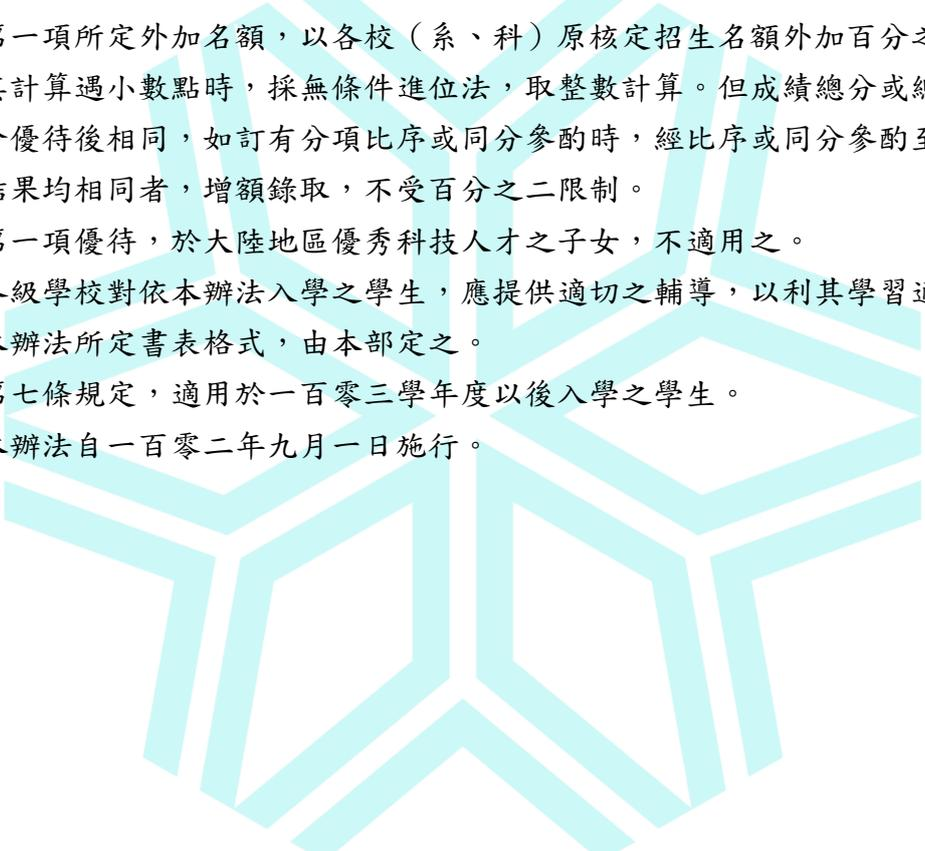 第一項所定外加名額，以各校（系、科）原核定招生名額外加百分之
其計算遇小數點時，採無條件進位法，取整數計算。但成績總分或總
分優待後相同，如訂有分項比序或同分參酌時，經比序或同分參酌至
結果均相同者，增額錄取，不受百分之二限制。
第一項優待，於大陸地區優秀科技人才之子女，不適用之。
各級學校對依本辦法入學之學生，應提供適切之輔導，以利其學習適
本辦法所定書表格式，由本部定之。
第七條規定，適用於一百零三學年度以後入學之學生。
本辦法自一百零二年九月一日施行。